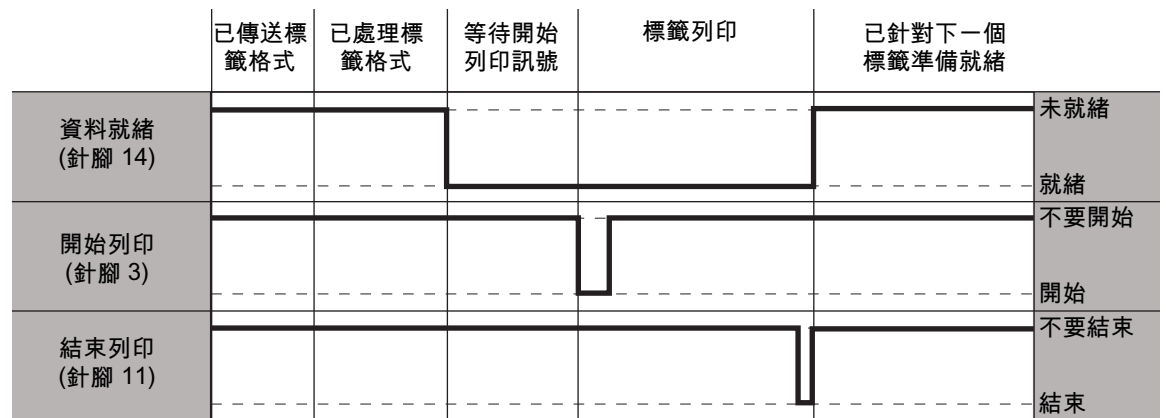 已傳送標
籤格式
已處理標
籤格式
等待開始
列印訊號
標籤列印
已針對下一個
標籤準備就緒
資料就緒
(針腳 14)
未就緒
就緒
開始列印
(針腳 3)
不要開始
開始
結束列印
(針腳 11)
不要結束
結束